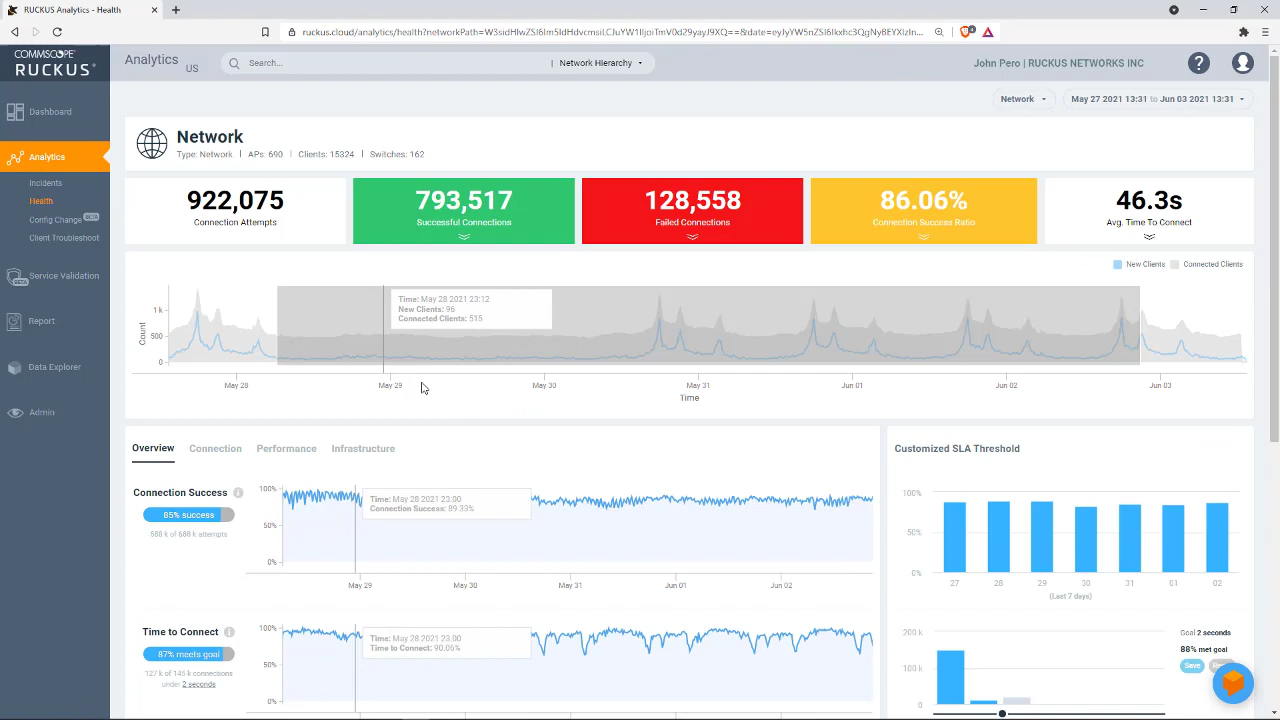 Analytics - Health
ruckus.cloud/analytics/health?networkPath=W3sidHlwZSI6Im5ldHdvcmsiLCJuYW1lIjoiTmV0d29yayJ9XQ==&date=eyJyYW5nZSI6Ikxhc3QgNyBEYXlzIn...
COMMSCOPE
RUCKUS
Analytics
US
Search...
Network Hierarchy
John Pero | RUCKUS NETWORKS INC
?
Dashboard
Analytics
Incidents
Health
Config Change BETA
Client Troubleshoot
Service Validation
BETA
Report
Data Explorer
Admin
Network
May 27 2021 13:31 to Jun 03 2021 13:31
Network
Type: Network | APs: 690 | Clients: 15324 | Switches: 162
922,075
Connection Attempts
793,517
Successful Connections
128,558
Failed Connections
86.06%
Connection Success Ratio
46.3s
Avg. Time To Connect
New Clients
Connected Clients
Time: May 28 2021 23:12
New Clients: 96
Connected Clients: 515
Count
1 k
500
0
May 28
May 29
May 30
May 31
Jun 01
Jun 02
Jun 03
Time
Overview
Connection
Performance
Infrastructure
Connection Success
85% success
588 k of 688 k attempts
100%
50%
0%
Time: May 28 2021 23:00
Connection Success: 89.33%
May 29
May 30
May 31
Jun 01
Jun 02
Time to Connect
87% meets goal
127 k of 145 k connections
under 2 seconds
100%
50%
0%
Time: May 28 2021 23:00
Time to Connect: 90.06%
Customized SLA Threshold
100%
50%
0%
27
28
29
30
31
01
02
(Last 7 days)
200 k
100 k
0
Goal 2 seconds
88% met goal
Save